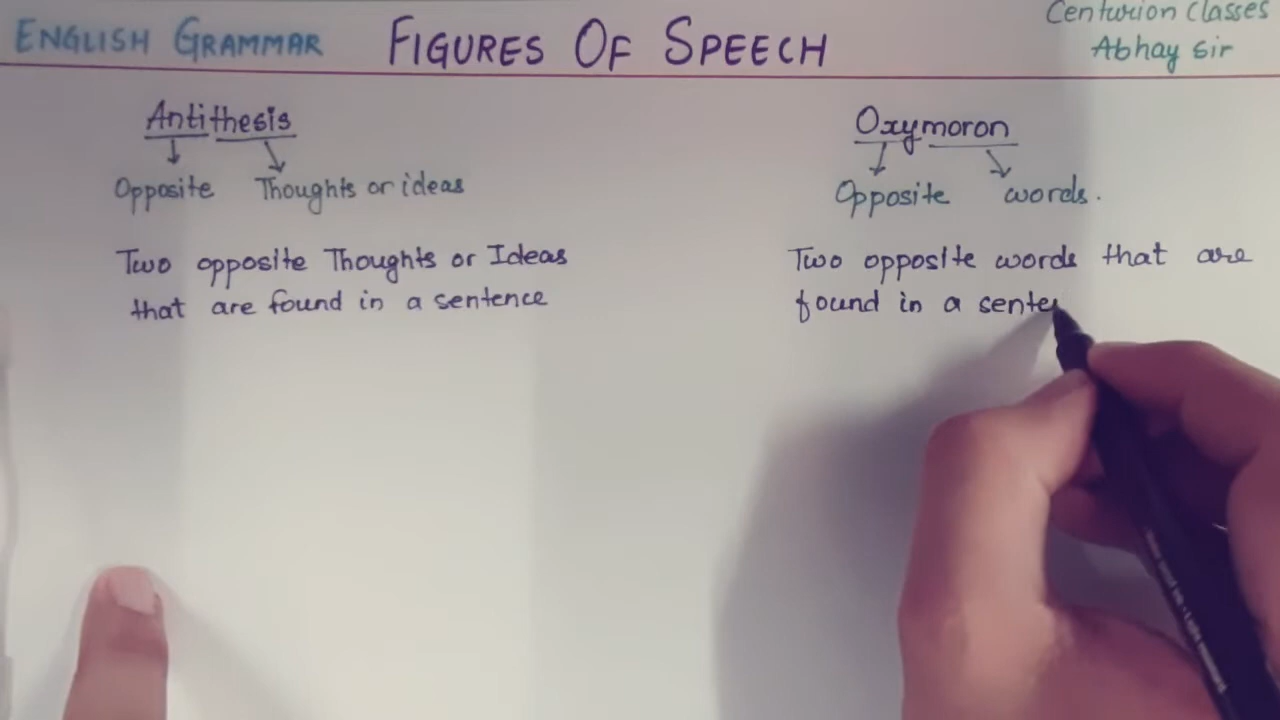 ENGLISH GRAMMAR FIGURES OF SPEECH
Centurion Classes
Abhay Sir
Antithesis
Opposite Thoughts or ideas
Two opposite Thoughts or Ideas
that are found in a sentence
Oxymoron
Opposite words.
Two opposite words that are
found in a sente